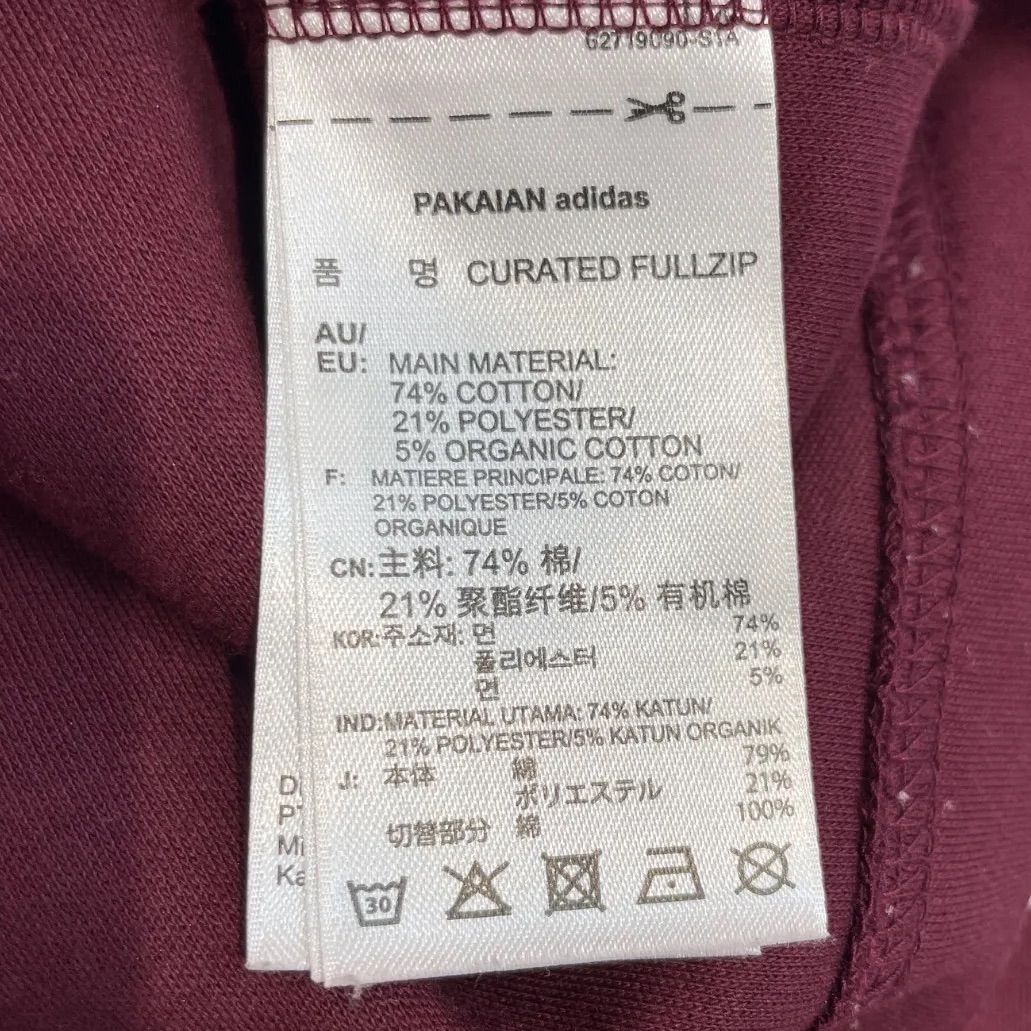 62719090-STA
PAKAIAN adidas
품 명 CURATED FULLZIP
AU/
EU: MAIN MATERIAL:
74% COTTON/
21% POLYESTER/
5% ORGANIC COTTON
F: MATIERE PRINCIPALE: 74% COTON/
21% POLYESTER/5% COTON
ORGANIQUE
CN:主料: 74% 棉/
21% 聚酯纤维/5% 有机棉
KOR:주소재: 면 74%
폴리에스터 21%
면 5%
IND:MATERIAL UTAMA: 74% KATUN/
21% POLYESTER/5% KATUN ORGANIK
J: 本体 綿 79%
ポリエステル 21%
切替部分 綿 100%
30